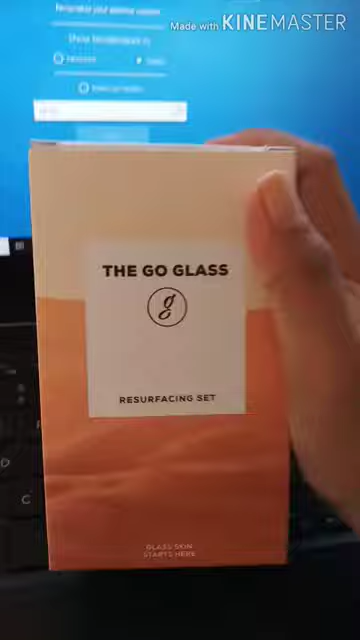 Made with KINEMASTER
THE GO GLASS
g
RESURFACING SET
GLASS SKIN
STARTS HERE